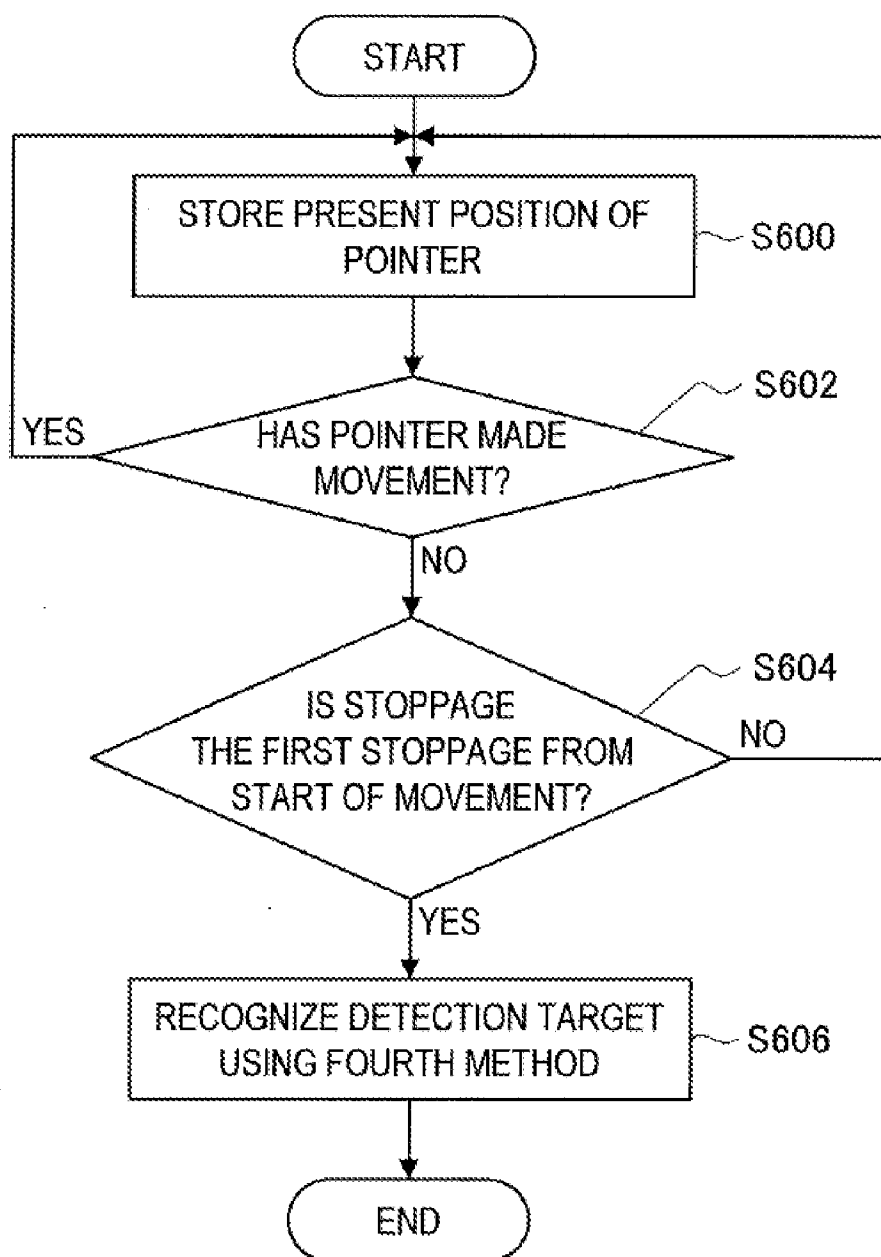 START
STORE PRESENT POSITION OF
POINTER
S600
S602
YES
HAS POINTER MADE
MOVEMENT?
NO
S604
IS STOPPAGE
THE FIRST STOPPAGE FROM
START OF MOVEMENT?
NO
YES
RECOGNIZE DETECTION TARGET
USING FOURTH METHOD
S606
END